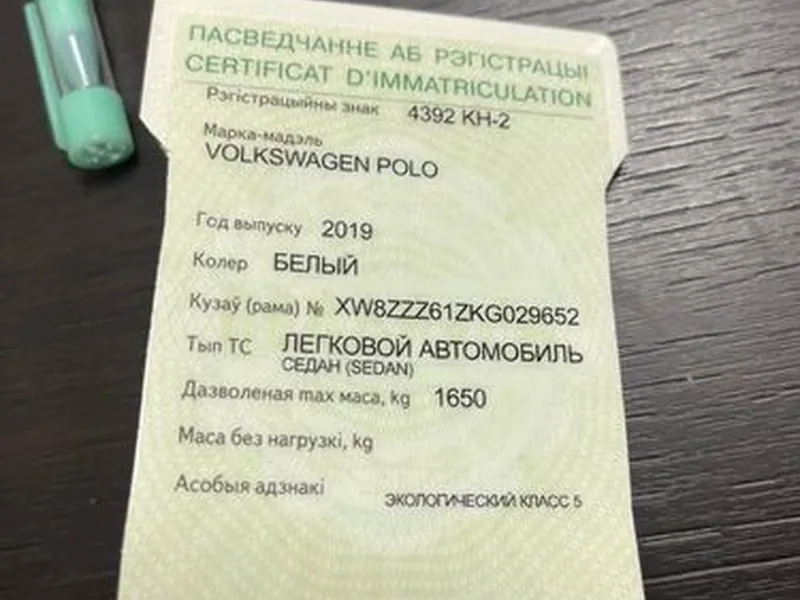 ПАСВЕДЧАННЕ АБ РЭГІСТРАЦЫІ
CERTIFICAT D'IMMATRICULATION
Рэгістрацыйны знак 4392 KH-2
Марка-мадэль
VOLKSWAGEN POLO
Год выпуску 2019
Колер БЕЛЫЙ
Кузаў (рама) № XW8ZZZ61ZKG029652
Тып ТС ЛЕГКОВОЙ АВТОМОБИЛЬ
СЕДАН (SEDAN)
Дазволеная max маса, kg 1650
Маса без нагрузкі, kg
Асобыя адзнакі ЭКОЛОГИЧЕСКИЙ КЛАСС 5